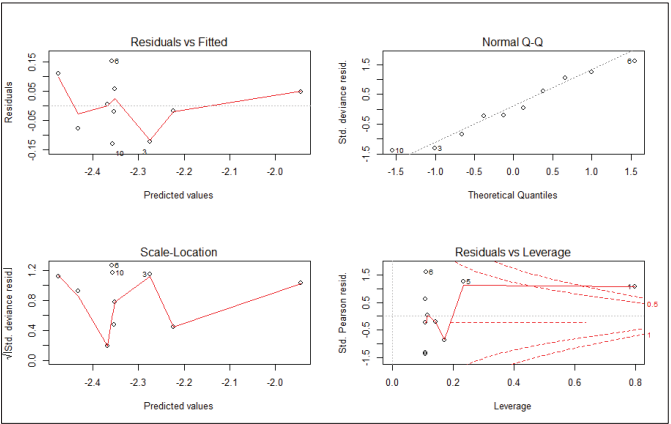 Residuals vs Fitted
Residuals
0.15
0.05
-0.05
-0.15
6
10
3
-2.4 -2.3 -2.2 -2.1 -2.0
Predicted values
Normal Q-Q
Std. deviance resid.
1.5
0.5
-0.5
-1.5
6
10
3
-1.5 -1.0 -0.5 0.0 0.5 1.0 1.5
Theoretical Quantiles
Scale-Location
√|Std. deviance resid.|
1.2
0.8
0.4
0.0
6
10
3
-2.4 -2.3 -2.2 -2.1 -2.0
Predicted values
Residuals vs Leverage
Std. Pearson resid.
1.5
0.5
-0.5
-1.5
6
5
1
0.5
1
0.0 0.2 0.4 0.6 0.8
Leverage